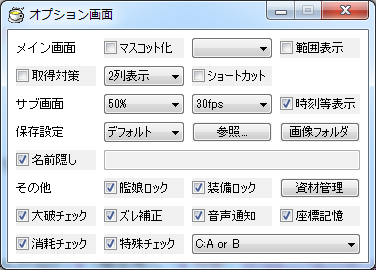 オプション画面
メイン画面 マスコット化 範囲表示
取得対策 2列表示 ショートカット
サブ画面 50% 30fps 時刻等表示
保存設定 デフォルト 参照... 画像フォルダ
名前隠し
その他 艦娘ロック 装備ロック 資材管理
大破チェック ズレ補正 音声通知 座標記憶
消耗チェック 特殊チェック C:A or B